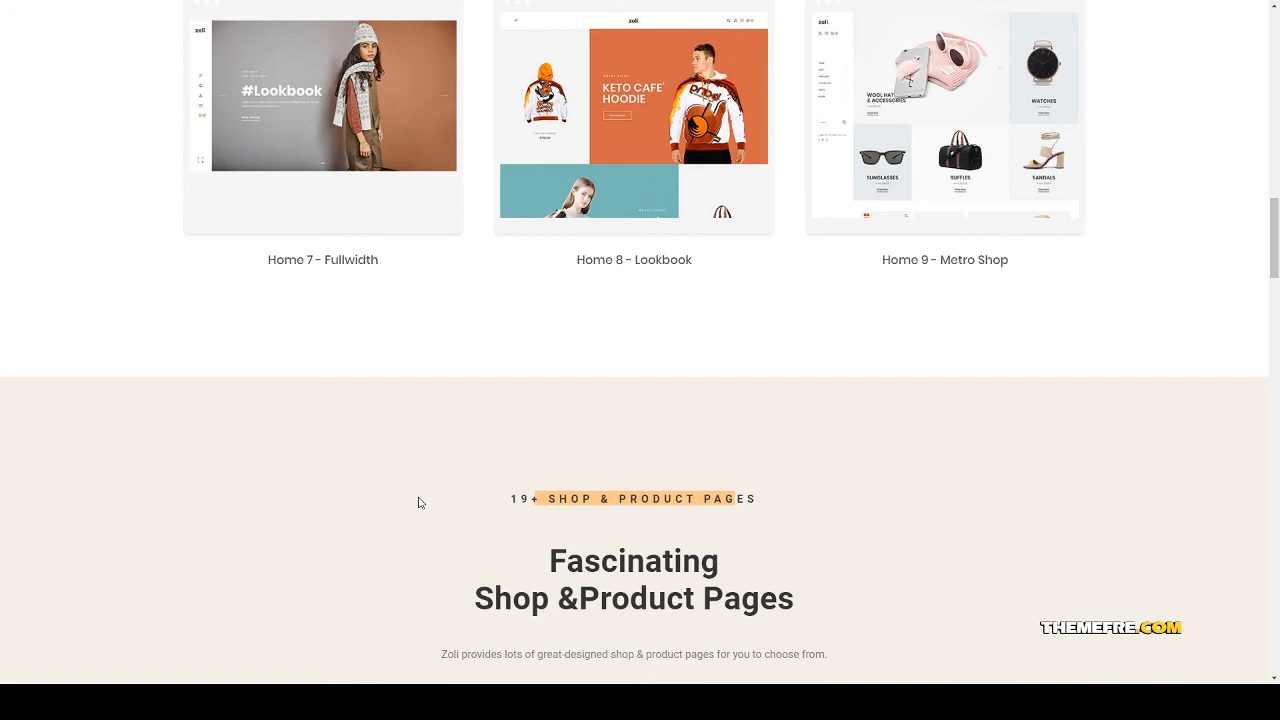 zoli
zoli
zoli
#Lookbook
KETO CAFE'
HOODIE
WOOL HAT
& ACCESSORIES
WATCHES
SUNGLASSES
RUFFLES
SANDALS
Home 7 - Fullwidth
Home 8 - Lookbook
Home 9 - Metro Shop
19+ SHOP & PRODUCT PAGES
Fascinating
Shop &Product Pages
THEMEFRE.COM
Zoli provides lots of great-designed shop & product pages for you to choose from.